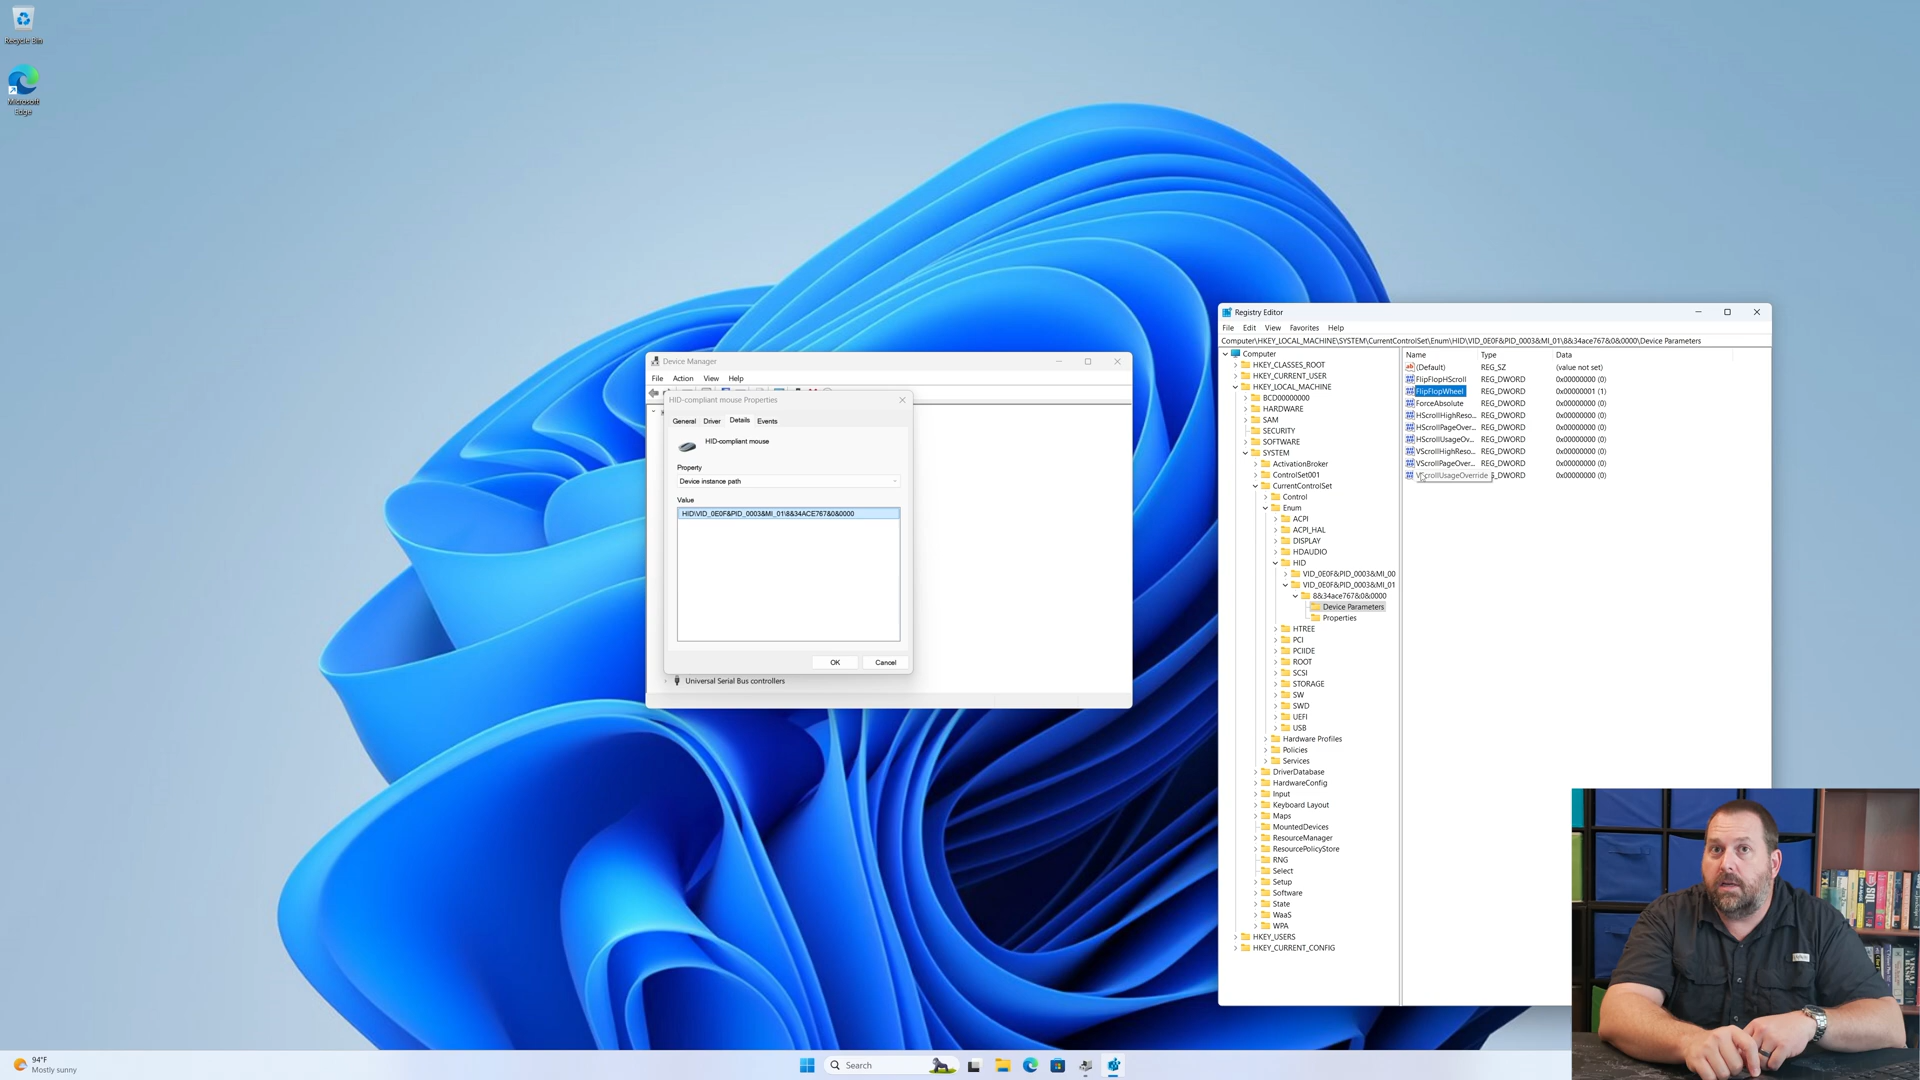 Recycle Bin
Microsoft
Edge
Registry Editor
File Edit View Favorites Help
Computer\HKEY_LOCAL_MACHINE\SYSTEM\CurrentControlSet\Enum\HID\VID_0E0F&PID_0003&MI_01\8&34ace767&0&0000\Device Parameters
Computer
HKEY_CLASSES_ROOT
HKEY_CURRENT_USER
HKEY_LOCAL_MACHINE
BCD00000000
HARDWARE
SAM
SECURITY
SOFTWARE
SYSTEM
ActivationBroker
ControlSet001
CurrentControlSet
Control
Enum
ACPI
ACPI_HAL
DISPLAY
HDAUDIO
HID
VID_0E0F&PID_0003&MI_00
VID_0E0F&PID_0003&MI_01
8&34ace767&0&0000
Device Parameters
Properties
HTREE
PCI
PCIIDE
ROOT
SCSI
STORAGE
SW
SWD
UEFI
USB
Hardware Profiles
Policies
Services
DriverDatabase
HardwareConfig
Input
Keyboard Layout
Maps
MountedDevices
ResourceManager
ResourcePolicyStore
RNG
Select
Setup
Software
State
WaaS
WPA
HKEY_USERS
HKEY_CURRENT_CONFIG
Name Type Data
(Default) REG_SZ (value not set)
FlipFlopHScroll REG_DWORD 0x00000000 (0)
FlipFlopWheel REG_DWORD 0x00000001 (1)
ForceAbsolute REG_DWORD 0x00000000 (0)
HScrollHighReso... REG_DWORD 0x00000000 (0)
HScrollPageOver... REG_DWORD 0x00000000 (0)
HScrollUsageOv... REG_DWORD 0x00000000 (0)
VScrollHighReso... REG_DWORD 0x00000000 (0)
VScrollPageOver... REG_DWORD 0x00000000 (0)
VScrollUsageOverride _DWORD 0x00000000 (0)
Device Manager
File Action View Help
HID-compliant mouse Properties
General Driver Details Events
HID-compliant mouse
Property
Device instance path
Value
HID\VID_0E0F&PID_0003&MI_01\8&34ACE767&0&0000
OK Cancel
Universal Serial Bus controllers
94°F
Mostly sunny
Search
SQL